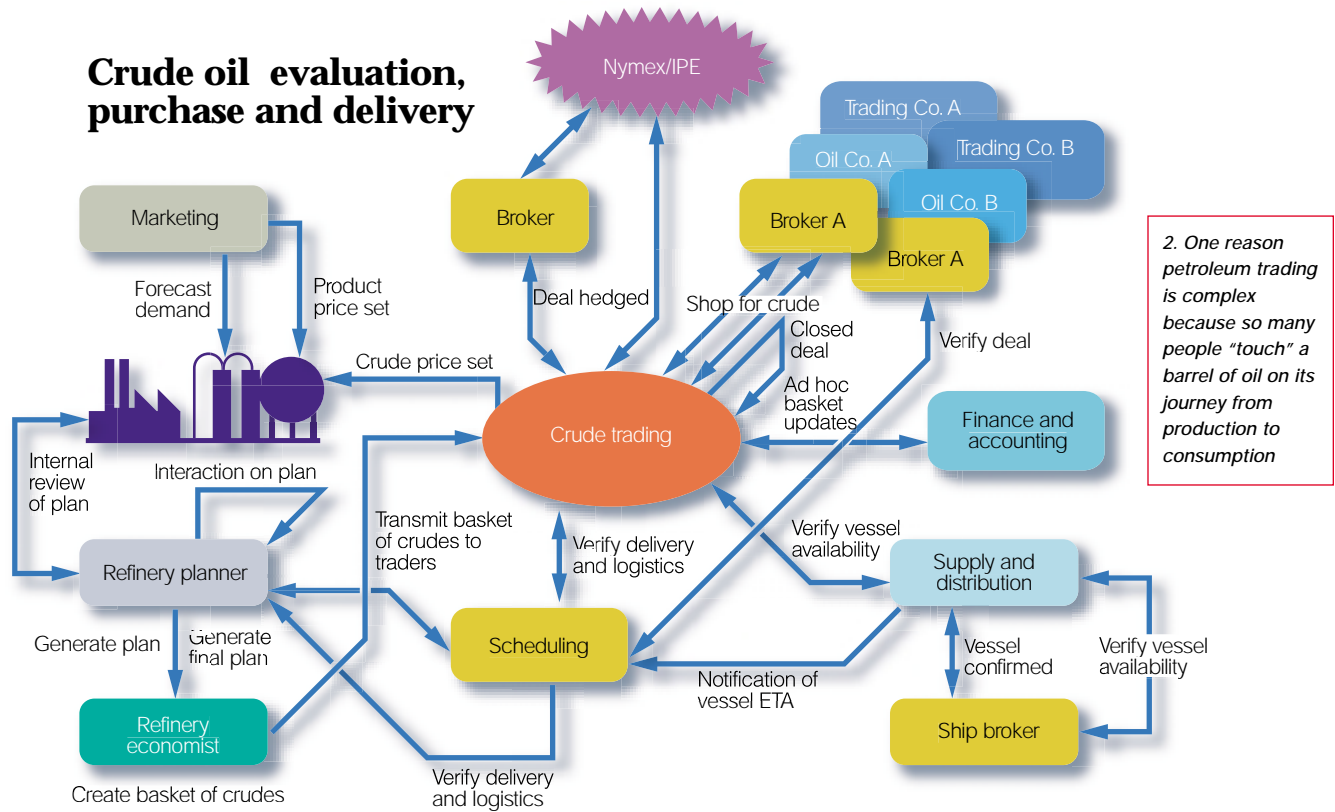 Crude oil evaluation,
purchase and delivery
Nymex/IPE
Trading Co. A
Trading Co. B
Oil Co. A
Oil Co. B
Marketing
Broker
Broker A
Broker A
Forecast
demand
Product
price set
Deal hedged
Shop for crude
Closed
deal
Verify deal
Crude price set
Ad hoc
basket
updates
Crude trading
Finance and
accounting
2. One reason
petroleum trading
is complex
because so many
people “touch” a
barrel of oil on its
journey from
production to
consumption
Internal
review
of plan
Interaction on plan
Transmit basket
of crudes to
traders
Verify delivery
and logistics
Verify vessel
availability
Refinery planner
Supply and
distribution
Generate plan
Generate
final plan
Scheduling
Notification of
vessel ETA
Vessel
confirmed
Verify vessel
availability
Refinery
economist
Ship broker
Create basket of crudes
Verify delivery
and logistics